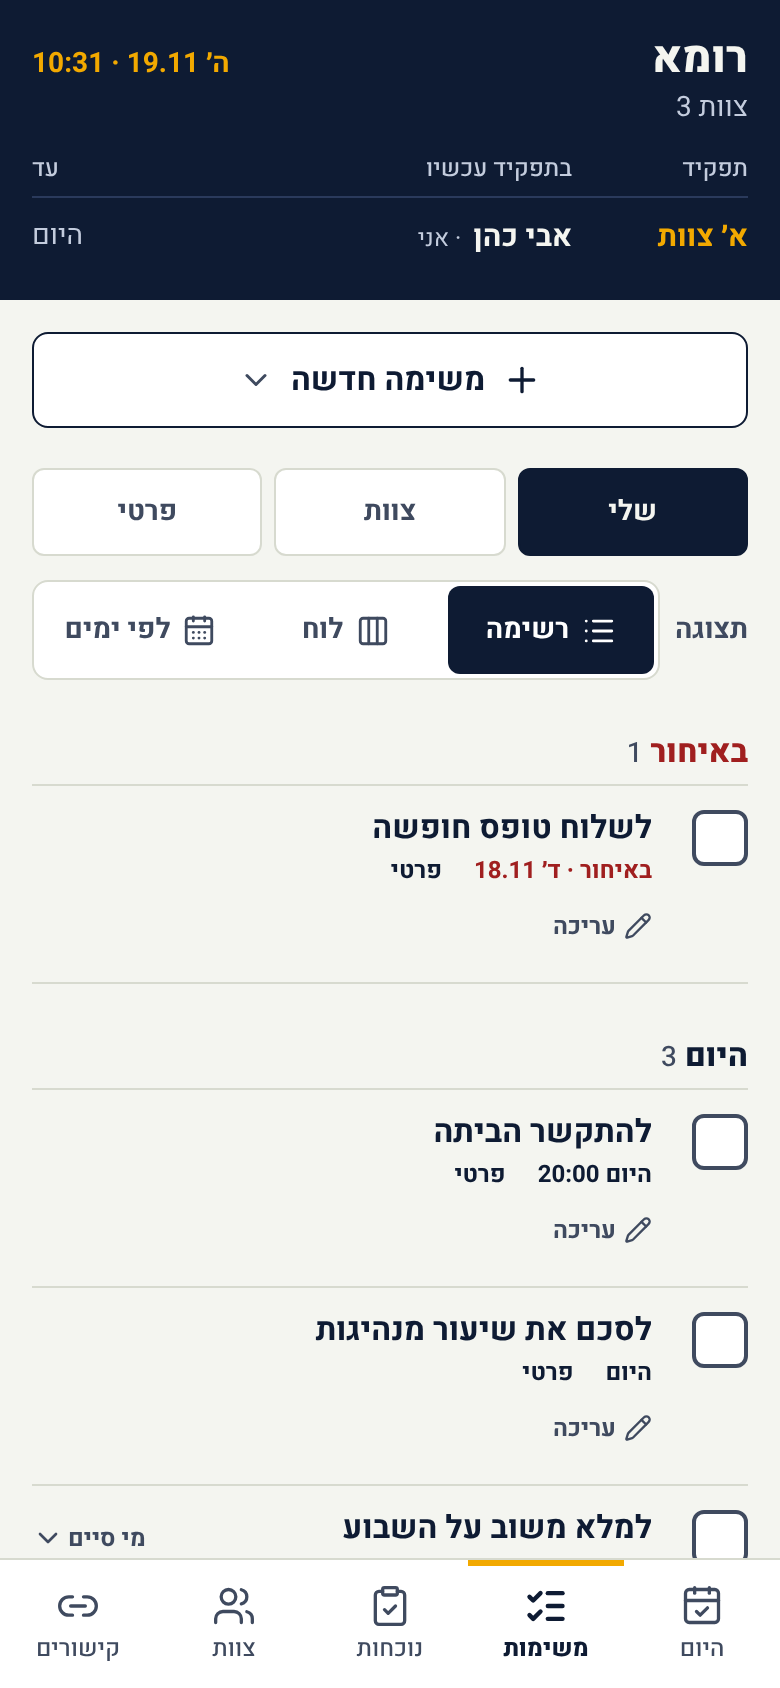 רומא
ה׳ 19.11 · 10:31
צוות 3
תפקיד בתפקיד עכשיו עד
א׳ צוות אבי כהן · אני היום
משימה חדשה
שלי צוות פרטי
תצוגה רשימה לוח לפי ימים
באיחור 1
לשלוח טופס חופשה
באיחור · ד׳ 18.11 פרטי
עריכה
היום 3
להתקשר הביתה
היום 20:00 פרטי
עריכה
לסכם את שיעור מנהיגות
היום פרטי
עריכה
למלא משוב על השבוע מי סיים
היום משימות נוכחות צוות קישורים